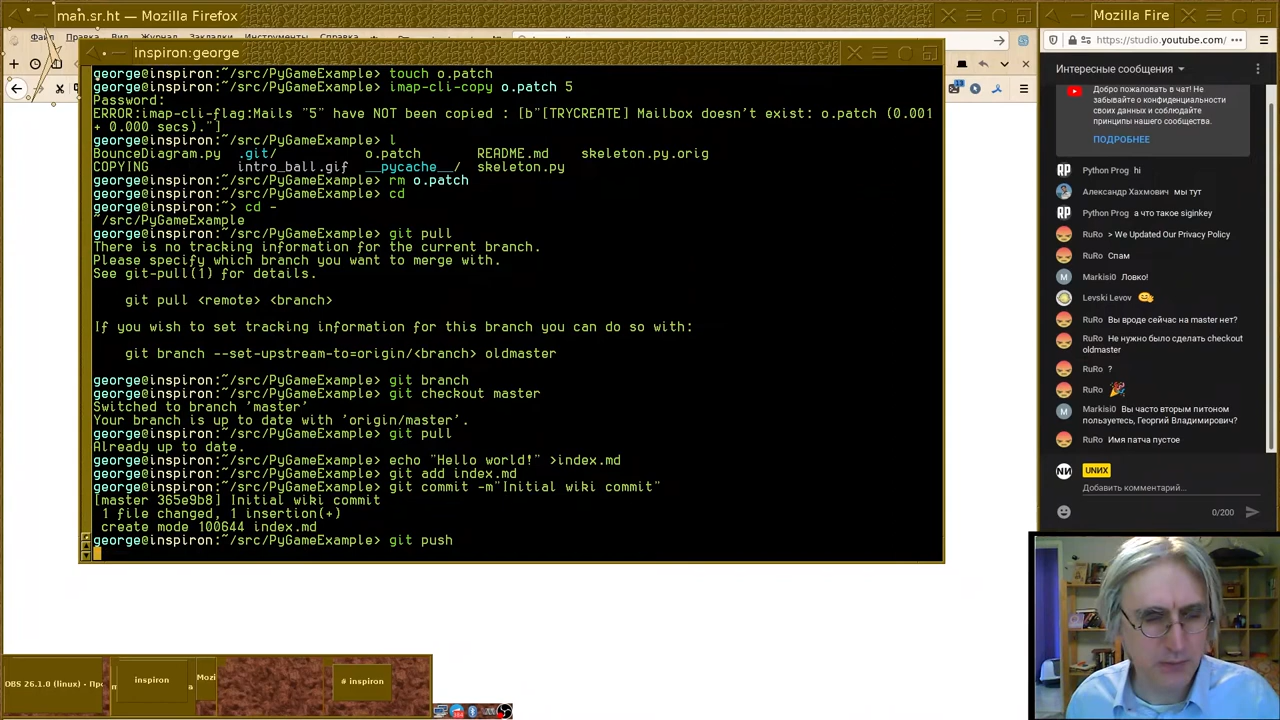 man.sr.ht — Mozilla Firefox
Mozilla Fire
Файл Правка Вид Журнал Закладки Инструменты Справка
inspiron:george
https://studio.youtube.com/
george@inspiron:~/src/PyGameExample> touch o.patch
george@inspiron:~/src/PyGameExample> imap-cli-copy o.patch 5
Password:
ERROR:imap-cli-flag:Mails "5" have NOT been copied : [b"[TRYCREATE] Mailbox doesn't exist: o.patch (0.001
+ 0.000 secs)."]
george@inspiron:~/src/PyGameExample> l
BounceDiagram.py .git/ o.patch README.md skeleton.py.orig
COPYING intro_ball.gif __pycache__/ skeleton.py
george@inspiron:~/src/PyGameExample> rm o.patch
george@inspiron:~/src/PyGameExample> cd
george@inspiron:~> cd -
~/src/PyGameExample
george@inspiron:~/src/PyGameExample> git pull
There is no tracking information for the current branch.
Please specify which branch you want to merge with.
See git-pull(1) for details.
git pull <remote> <branch>
If you wish to set tracking information for this branch you can do so with:
git branch --set-upstream-to=origin/<branch> oldmaster
george@inspiron:~/src/PyGameExample> git branch
george@inspiron:~/src/PyGameExample> git checkout master
Switched to branch 'master'
Your branch is up to date with 'origin/master'.
george@inspiron:~/src/PyGameExample> git pull
Already up to date.
george@inspiron:~/src/PyGameExample> echo "Hello world!" >index.md
george@inspiron:~/src/PyGameExample> git add index.md
george@inspiron:~/src/PyGameExample> git commit -m"Initial wiki commit"
[master 365e9b8] Initial wiki commit
1 file changed, 1 insertion(+)
create mode 100644 index.md
george@inspiron:~/src/PyGameExample> git push
Интересные сообщения
Добро пожаловать в чат! Не
забывайте о конфиденциальности
своих данных и соблюдайте
принципы нашего сообщества.
ПОДРОБНЕЕ
Python Prog hi
Александр Хахмович мы тут
Python Prog а что такое siginkey
RuRo > We Updated Our Privacy Policy
RuRo Спам
Markisi0 Ловко!
Levski Levov
RuRo Вы вроде сейчас на master нет?
RuRo Не нужно было сделать checkout
oldmaster
RuRo ?
RuRo
Markisi0 Вы часто вторым питоном
пользуетесь, Георгий Владимирович?
RuRo Имя патча пустое
UNИX
Добавить комментарий...
0/200
OBS 26.1.0 (linux) - Пр
inspiron
Mozi
# inspiron